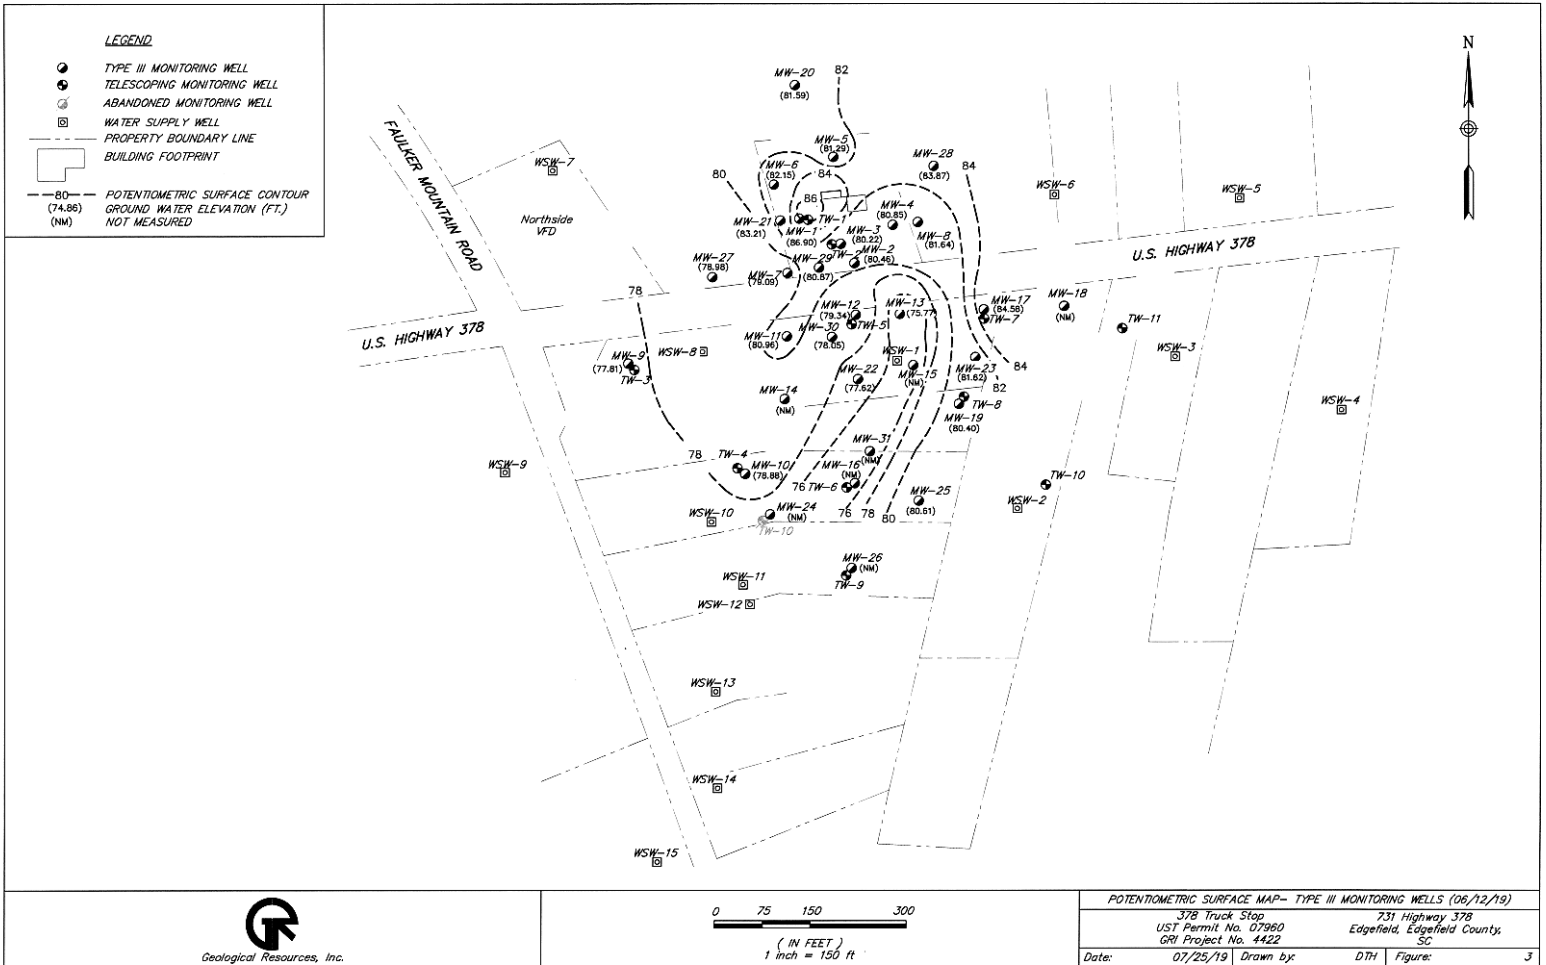 LEGEND
TYPE III MONITORING WELL
TELESCOPING MONITORING WELL
ABANDONED MONITORING WELL
WATER SUPPLY WELL
PROPERTY BOUNDARY LINE
BUILDING FOOTPRINT
80 POTENTIOMETRIC SURFACE CONTOUR
(74.86) GROUND WATER ELEVATION (FT.)
(NM) NOT MEASURED
N
FAULKER MOUNTAIN ROAD
U.S. HIGHWAY 378
U.S. HIGHWAY 378
Northside
VFD
WSW-7
MW-20
(81.59)
82
MW-5
(81.29)
MW-6
(82.15)
84
86
80
MW-28
(83.87)
84
WSW-6
WSW-5
MW-21
(83.21)
MW-1
(86.90)
TW-1
MW-3
(80.22)
TW-2
MW-4
(80.85)
MW-8
(81.64)
MW-2
(80.46)
MW-29
(80.87)
MW-7
(79.09)
MW-27
(78.98)
78
MW-12
(79.34)
TW-5
MW-13
(75.77)
MW-17
(84.58)
TW-7
MW-18
(NM)
TW-11
MW-11
(80.96)
MW-30
(78.05)
WSW-8
MW-9
(77.81)
TW-3
WSW-1
MW-15
(NM)
MW-23
(81.62)
84
82
WSW-3
MW-22
(77.62)
MW-14
(NM)
TW-8
MW-19
(80.40)
WSW-4
MW-31
(NM)
78
TW-4
MW-10
(78.88)
76
MW-16
(NM)
TW-6
WSW-9
TW-10
WSW-2
MW-25
(80.61)
76
78
80
WSW-10
MW-24
(NM)
TW-10
MW-26
(NM)
TW-9
WSW-11
WSW-12
WSW-13
WSW-14
WSW-15
GR
Geological Resources, Inc.
0 75 150 300
( IN FEET )
1 inch = 150 ft
POTENTIOMETRIC SURFACE MAP- TYPE III MONITORING WELLS (06/12/19)
378 Truck Stop
UST Permit No. 07960
GRI Project No. 4422
731 Highway 378
Edgefield, Edgefield County,
SC
Date: 07/25/19 Drawn by: DTH Figure: 3